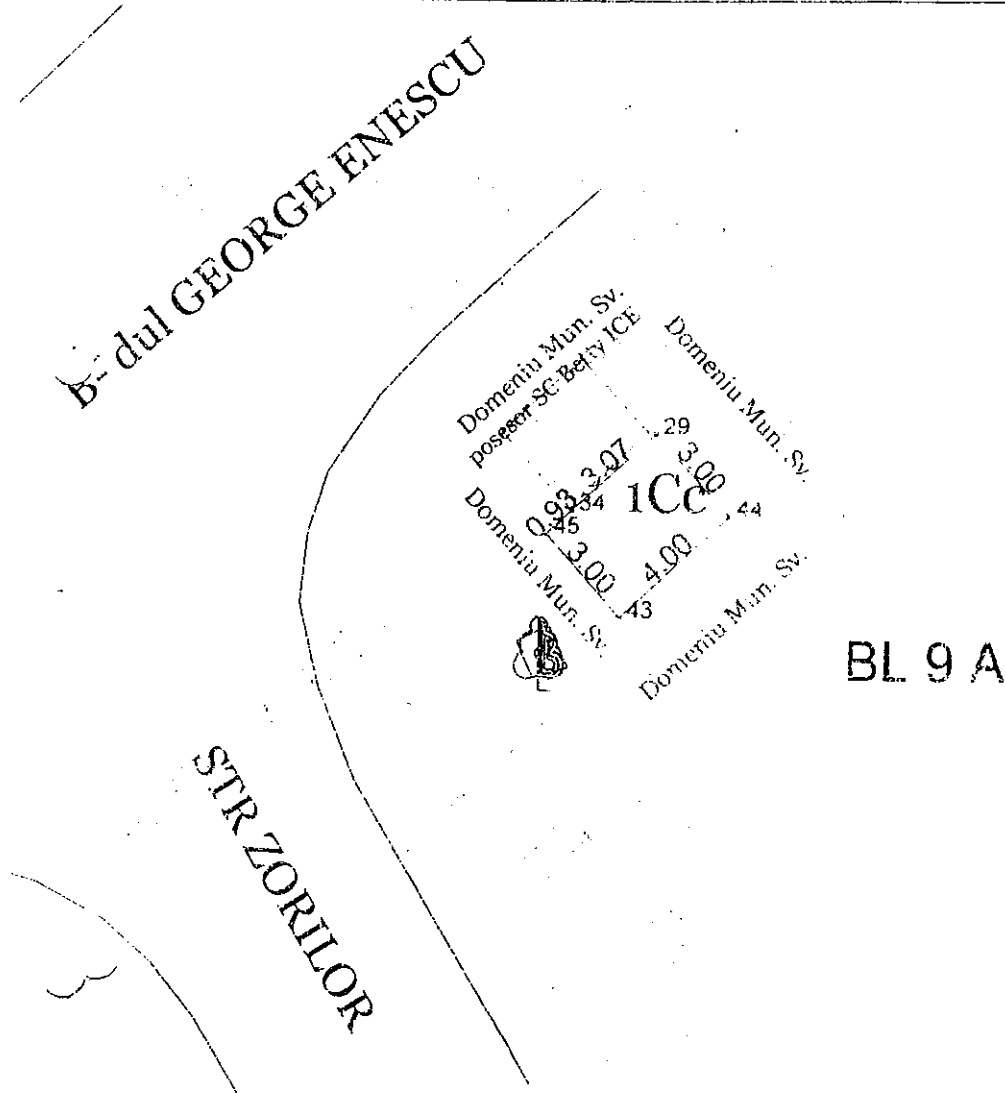 B-dul GEORGE ENESCU
Domeniu Mun. Sv.
posesor SC Betty ICE
Domeniu Mun. Sv.
29
3.07
3.00
0.93
34
1Cc
44
45
Domeniu Mun. Sv.
3.00
4.00
43
Domeniu Mun. Sv.
BL 9 A
STR ZORILOR